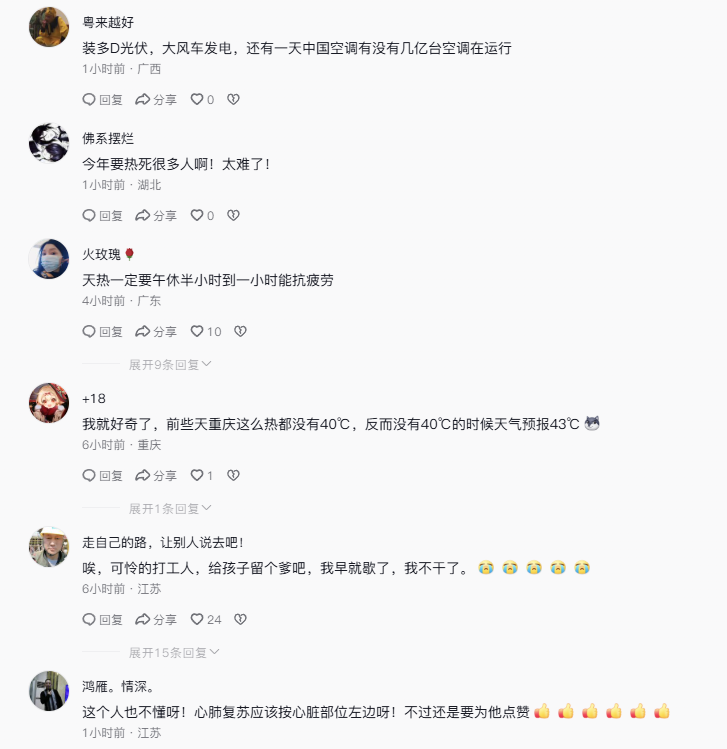 粤来越好
装多D光伏，大风车发电，还有一天中国空调有没有几亿台空调在运行
1小时前 · 广西
回复 分享 0
佛系摆烂
今年要热死很多人啊！太难了！
1小时前 · 湖北
回复 分享 0
火玫瑰🌹
天热一定要午休半小时到一小时能抗疲劳
4小时前 · 广东
回复 分享 10
展开9条回复
+18
我就好奇了，前些天重庆这么热都没有40℃，反而没有40℃的时候天气预报43℃
6小时前 · 重庆
回复 分享 1
展开1条回复
走自己的路，让别人说去吧！
唉，可怜的打工人，给孩子留个爹吧，我早就歇了，我不干了。😭😭😭😭😭
6小时前 · 江苏
回复 分享 24
展开15条回复
鸿雁。情深。
这个人也不懂呀！心肺复苏应该按心脏部位左边呀！不过还是要为他点赞👍👍👍👍👍👍
1小时前 · 江苏